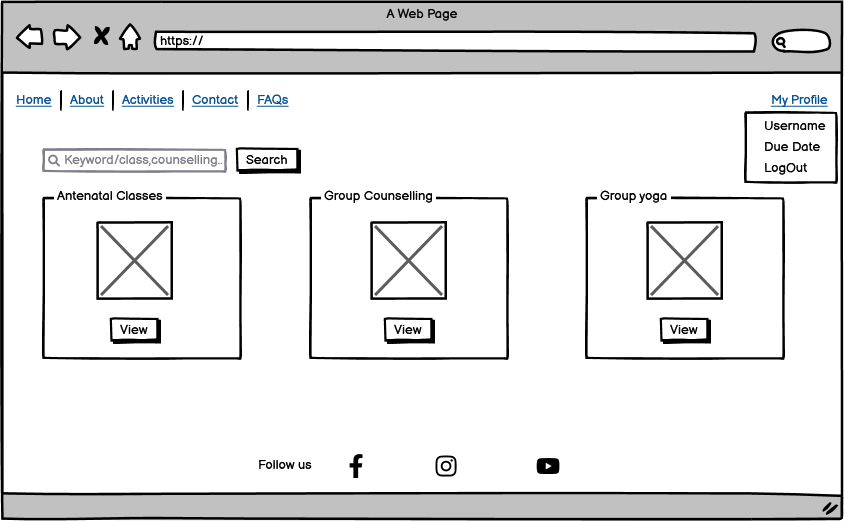 A Web Page
https://
Home About Activities Contact FAQs My Profile
Username
Due Date
LogOut
Keyword/class,counselling.. Search
Antenatal Classes Group Counselling Group yoga
View View View
Follow us